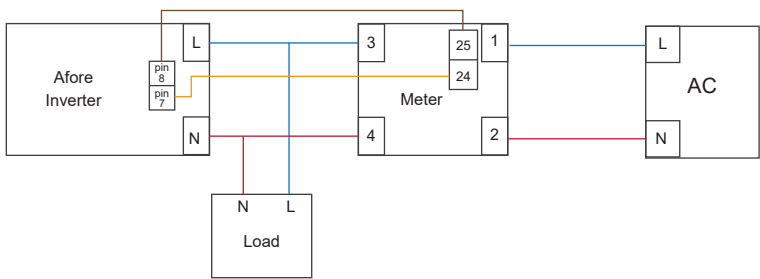 Afore
Inverter
L
pin
8
pin
7
N
3
4
25
24
Meter
1
2
L
N
AC
N L
Load